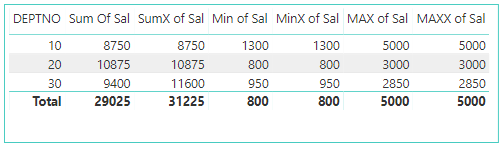 DEPTNO Sum Of Sal SumX of Sal Min of Sal MinX of Sal MAX of Sal MAXX of Sal
10 8750 8750 1300 1300 5000 5000
20 10875 10875 800 800 3000 3000
30 9400 11600 950 950 2850 2850
Total 29025 31225 800 800 5000 5000